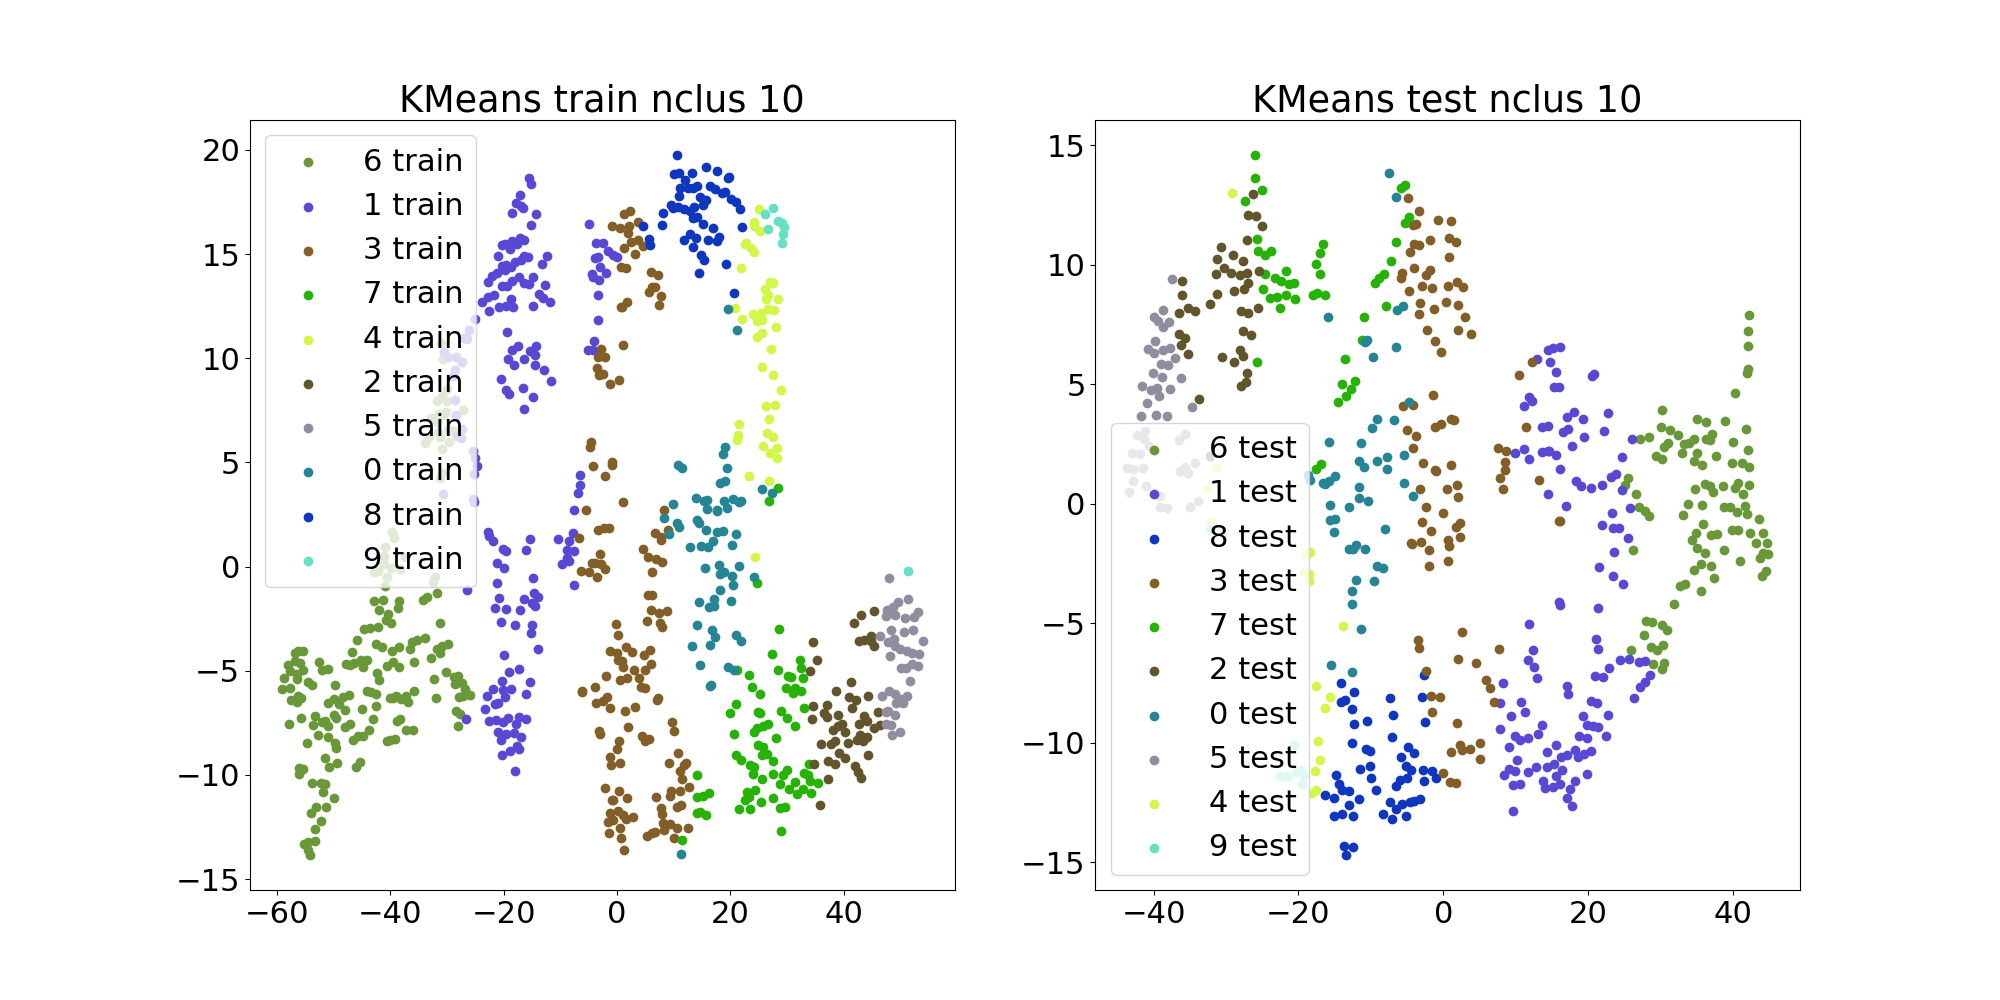 KMeans train nclus 10
20
15
10
5
0
−5
−10
−15
−60
−40
−20
0
20
40
6 train
1 train
3 train
7 train
4 train
2 train
5 train
0 train
8 train
9 train
KMeans test nclus 10
15
10
5
0
−5
−10
−15
−40
−20
0
20
40
6 test
1 test
8 test
3 test
7 test
2 test
0 test
5 test
4 test
9 test